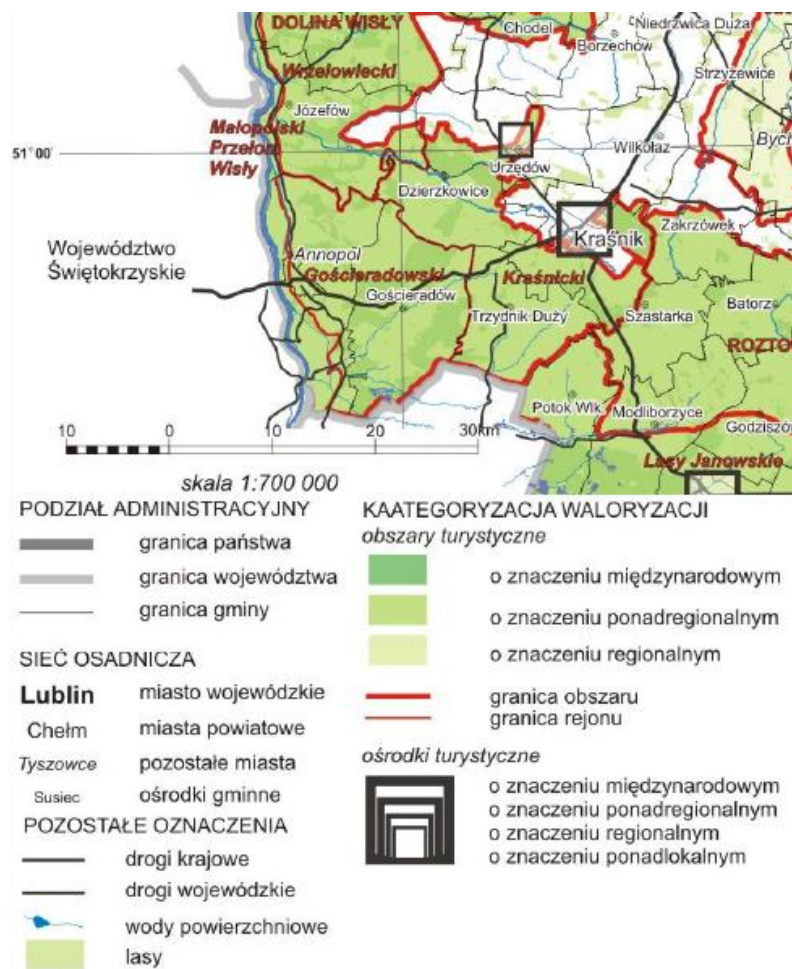 DOLINA WISŁY
Chodel
Niedrzwica Duża
Borzechów
Wrzelowiecki
Strzyżewice
Józefów
Małopolski
Przełom
Wisły
Bych
Wilkołaz
51° 00'
Urzędów
Dzierzkowice
Zakrzówek
Kraśnik
Województwo
Świętokrzyskie
Annopol
Gościeradowski
Kraśnicki
Gościeradów
Trzydnik Duży
Szastarka
Batorz
ROZTO
Potok Wlk
Modliborzyce
Godziszów
10 0 10 20 30km
Lasy Janowskie
skala 1:700 000
PODZIAŁ ADMINISTRACYJNY
granica państwa
granica województwa
granica gminy
SIEĆ OSADNICZA
Lublin miasto wojewódzkie
Chełm miasta powiatowe
Tyszowce pozostałe miasta
Susiec ośrodki gminne
POZOSTAŁE OZNACZENIA
drogi krajowe
drogi wojewódzkie
wody powierzchniowe
lasy
KAATEGORYZACJA WALORYZACJI
obszary turystyczne
o znaczeniu międzynarodowym
o znaczeniu ponadregionalnym
o znaczeniu regionalnym
granica obszaru
granica rejonu
ośrodki turystyczne
o znaczeniu międzynarodowym
o znaczeniu ponadregionalnym
o znaczeniu regionalnym
o znaczeniu ponadlokalnym